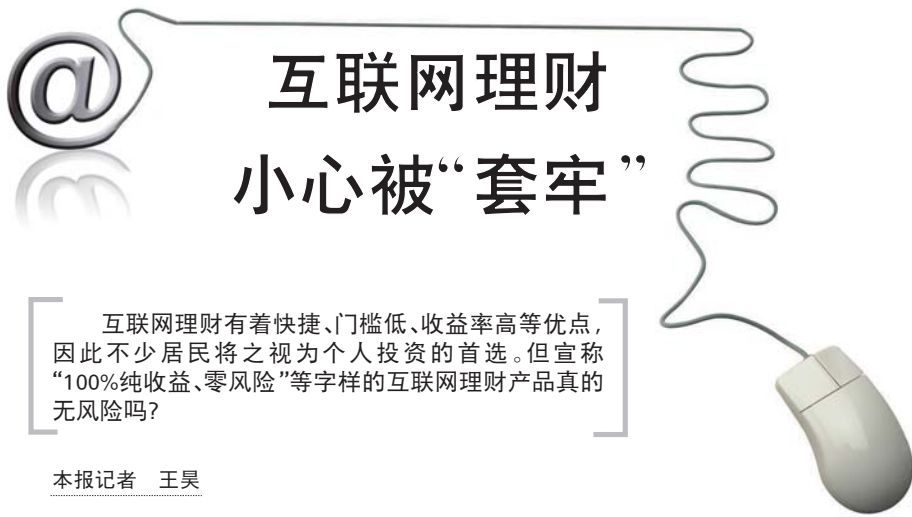 @
互联网理财
小心被“套牢”
互联网理财有着快捷、门槛低、收益率高等优点,
因此不少居民将之视为个人投资的首选。但宣称
“100%纯收益、零风险”等字样的互联网理财产品真的
无风险吗?
本报记者 王昊